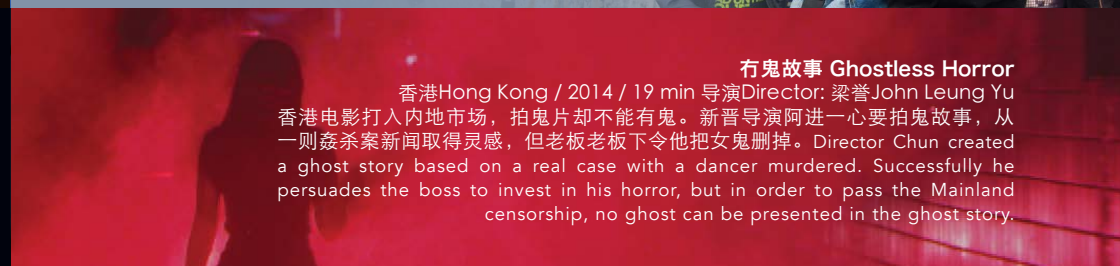 冇鬼故事 Ghostless Horror
香港Hong Kong / 2014 / 19 min 导演Director: 梁誉John Leung Yu
香港电影打入内地市场，拍鬼片却不能有鬼。新晋导演阿进一心要拍鬼故事，从
一则姦杀案新闻取得灵感，但老板老板下令他把女鬼删掉。Director Chun created
a ghost story based on a real case with a dancer murdered. Successfully he
persuades the boss to invest in his horror, but in order to pass the Mainland
censorship, no ghost can be presented in the ghost story.